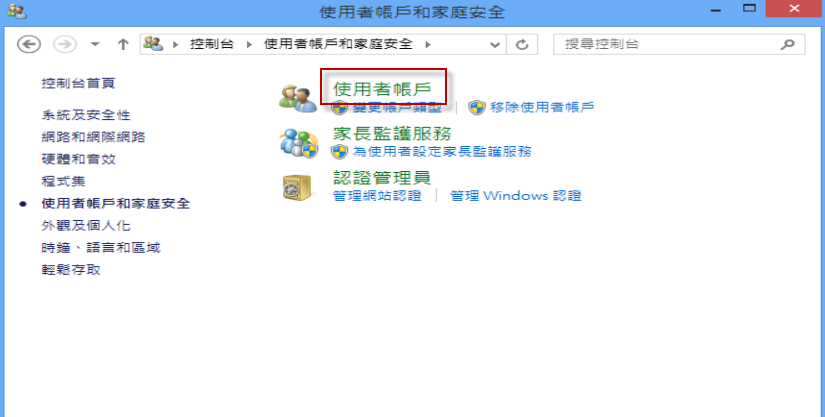 使用者帳戶和家庭安全
控制台 使用者帳戶和家庭安全 搜尋控制台
控制台首頁
系統及安全性
網路和網際網路
硬體和音效
程式集
使用者帳戶和家庭安全
外觀及個人化
時鐘、語言和區域
輕鬆存取
使用者帳戶
變更帳戶類型 移除使用者帳戶
家長監護服務
為使用者設定家長監護服務
認證管理員
管理網站認證 管理 Windows 認證